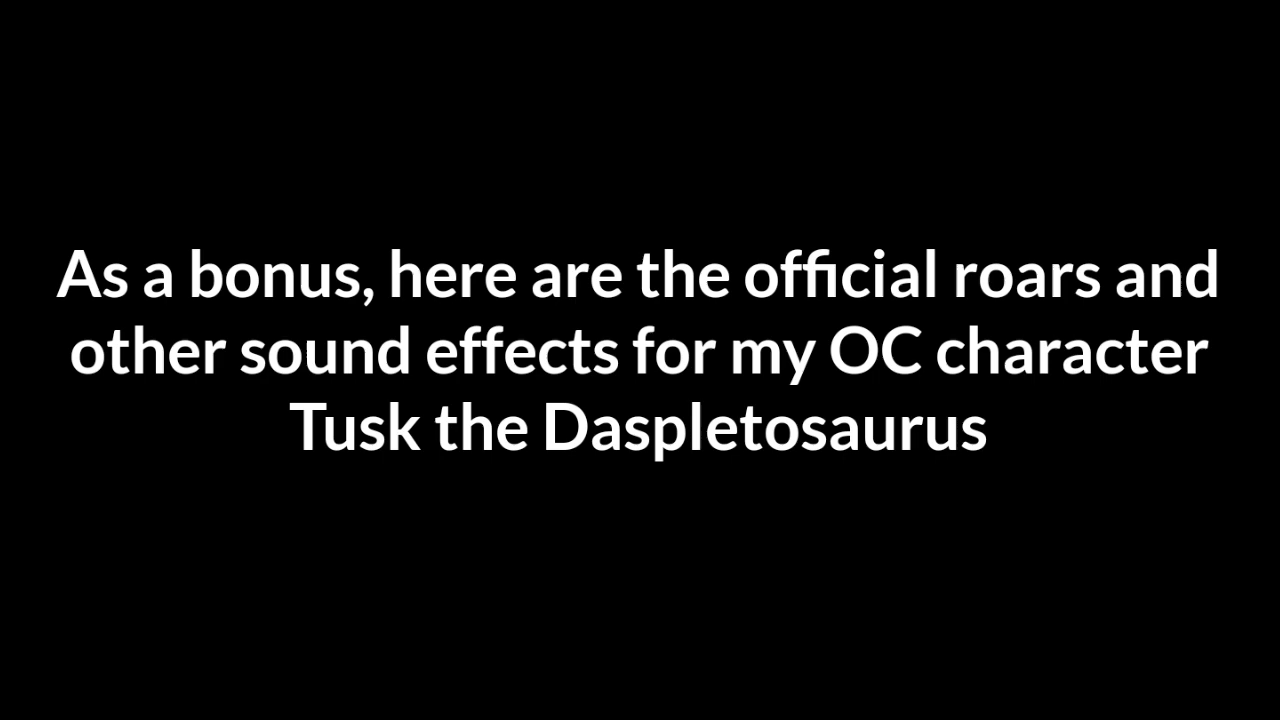 As a bonus, here are the official roars and
other sound effects for my OC character
Tusk the Daspletosaurus